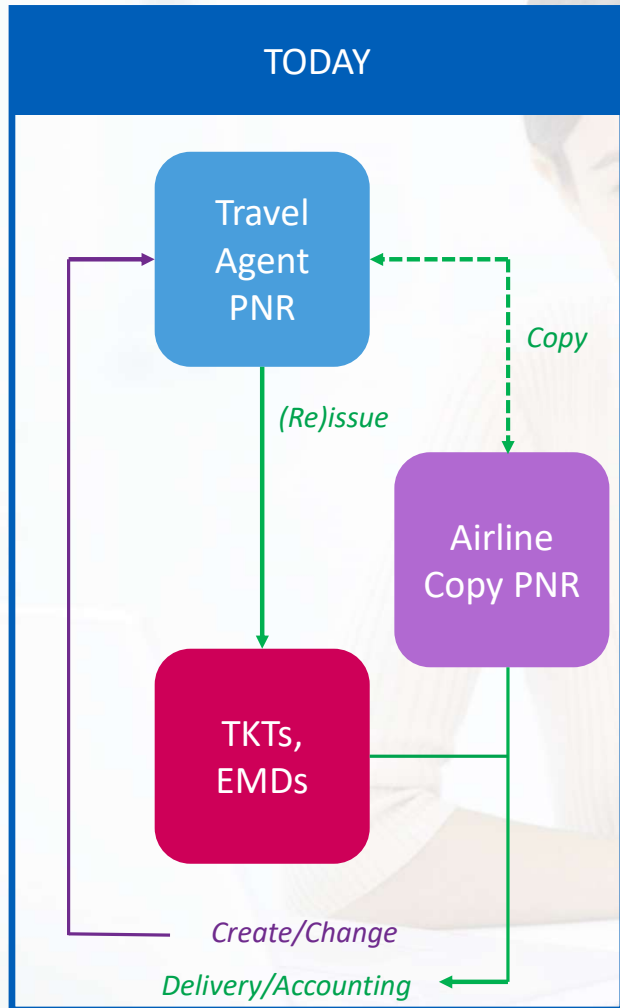 TODAY
Travel
Agent
PNR
Copy
(Re)issue
Airline
Copy PNR
TKTs,
EMDs
Create/Change
Delivery/Accounting